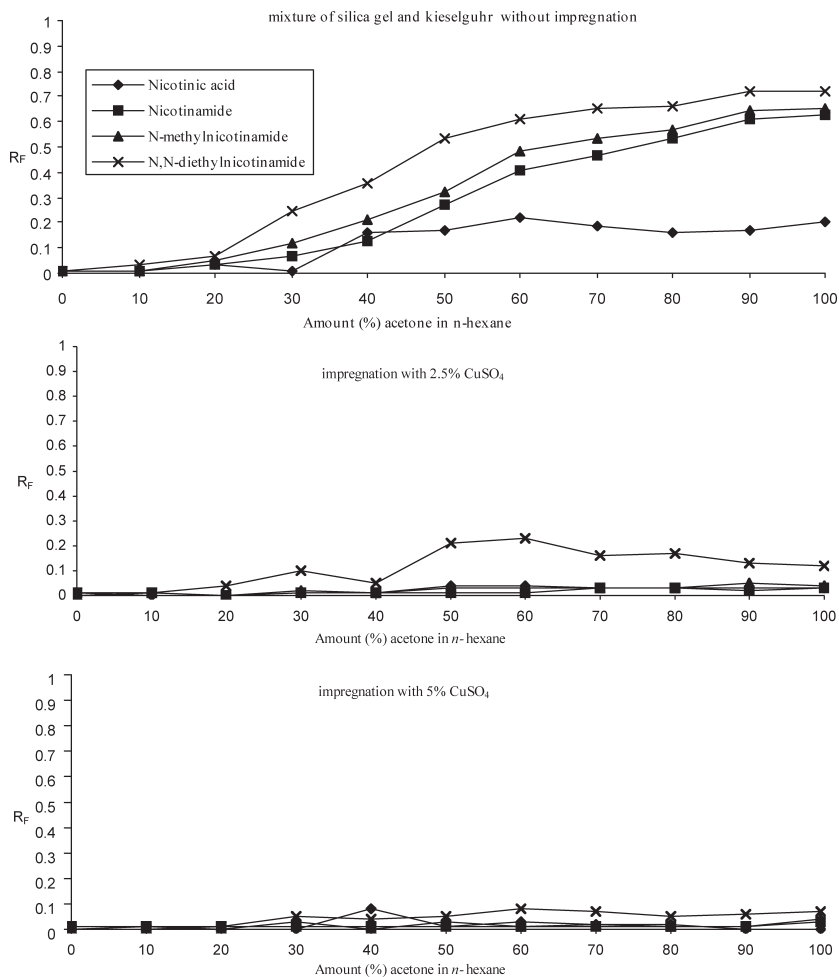 mixture of silica gel and kieselguhr without impregnation
1
0.9
0.8
0.7
0.6
0.5
0.4
0.3
0.2
0.1
0
RF
Nicotinic acid
Nicotinamide
N-methylnicotinamide
N,N-diethylnicotinamide
0 10 20 30 40 50 60 70 80 90 100
Amount (%) acetone in n-hexane
impregnation with 2.5% CuSO4
1
0.9
0.8
0.7
0.6
0.5
0.4
0.3
0.2
0.1
0
RF
0 10 20 30 40 50 60 70 80 90 100
Amount (%) acetone in n-hexane
impregnation with 5% CuSO4
1
0.9
0.8
0.7
0.6
0.5
0.4
0.3
0.2
0.1
0
RF
0 10 20 30 40 50 60 70 80 90 100
Amount (%) acetone in n-hexane